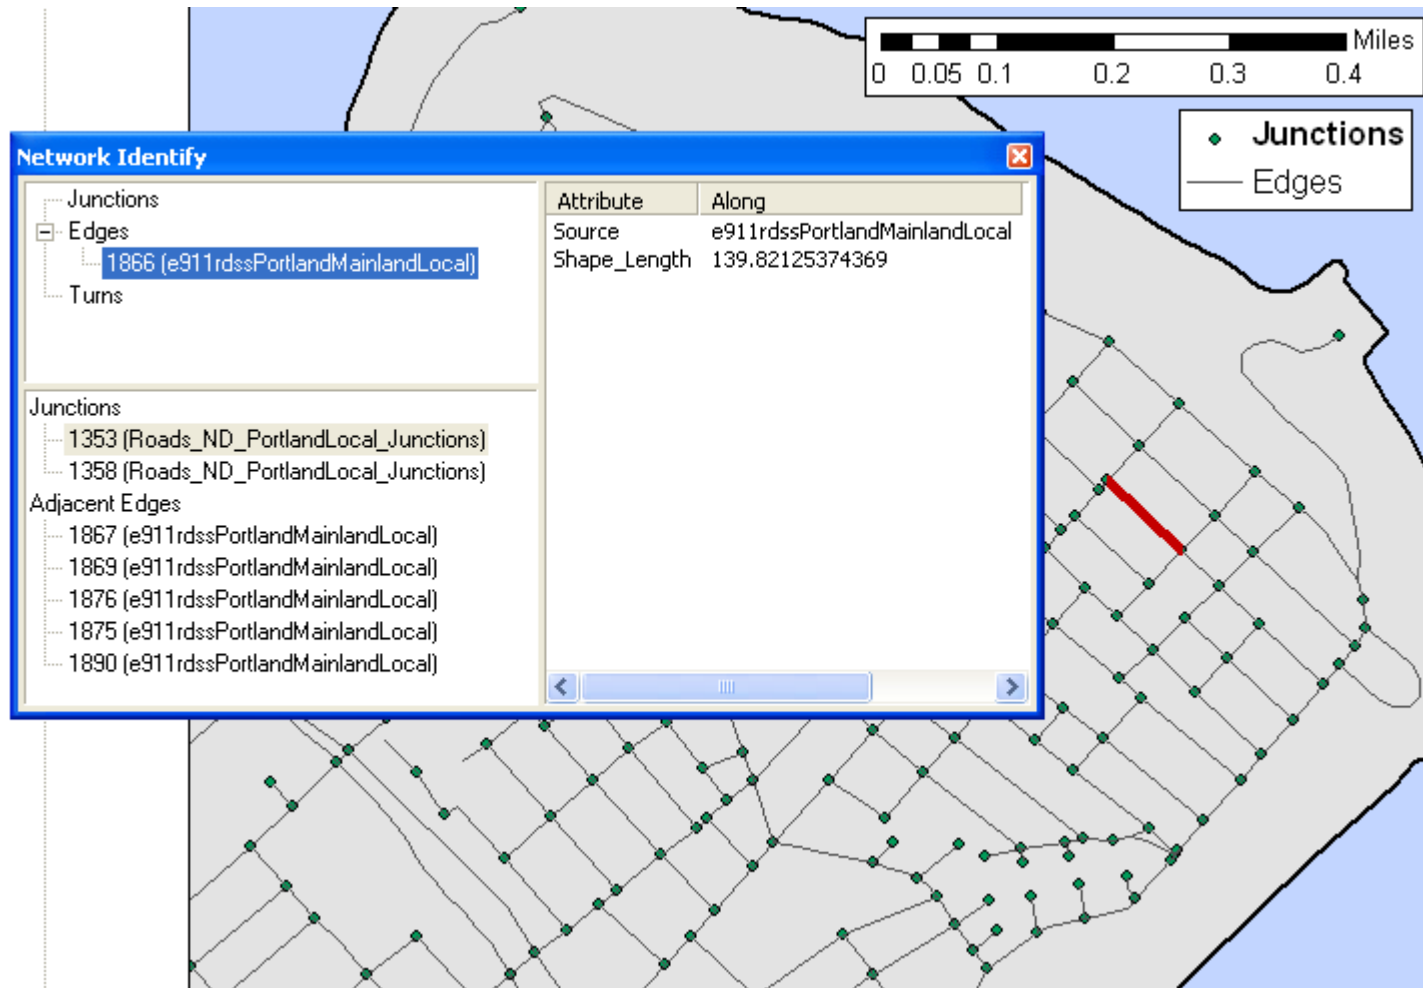 Miles
0 0.05 0.1 0.2 0.3 0.4
Junctions
Edges
Network Identify
Junctions
Edges
1866 (e911rdssPortlandMainlandLocal)
Turns
Attribute Along
Source e911rdssPortlandMainlandLocal
Shape_Length 139.82125374369
Junctions
1353 (Roads_ND_PortlandLocal_Junctions)
1358 (Roads_ND_PortlandLocal_Junctions)
Adjacent Edges
1867 (e911rdssPortlandMainlandLocal)
1869 (e911rdssPortlandMainlandLocal)
1876 (e911rdssPortlandMainlandLocal)
1875 (e911rdssPortlandMainlandLocal)
1890 (e911rdssPortlandMainlandLocal)